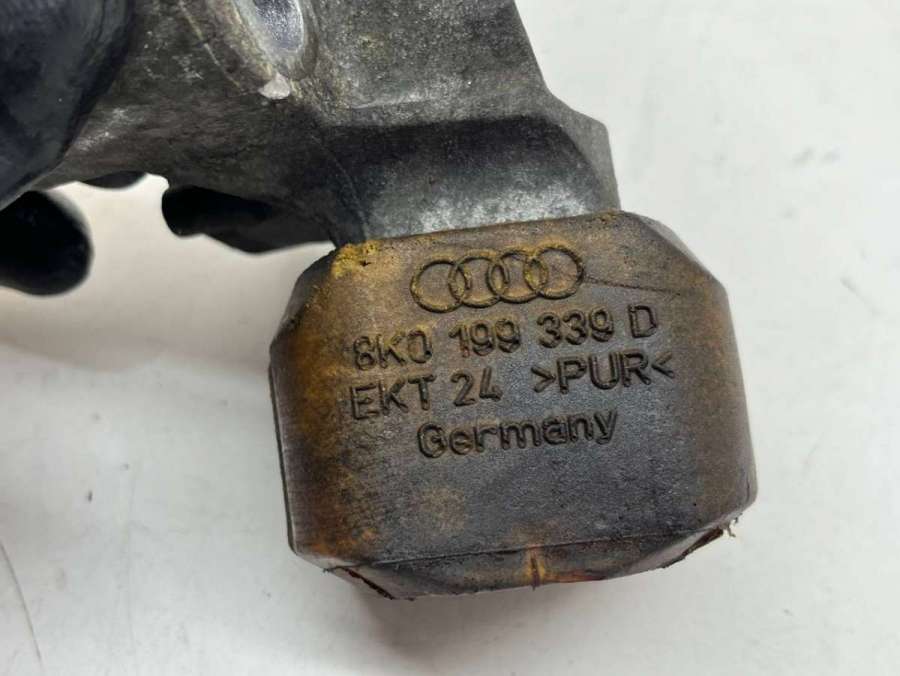 8K0 199 339 D
EKT 24 >PUR<
Germany